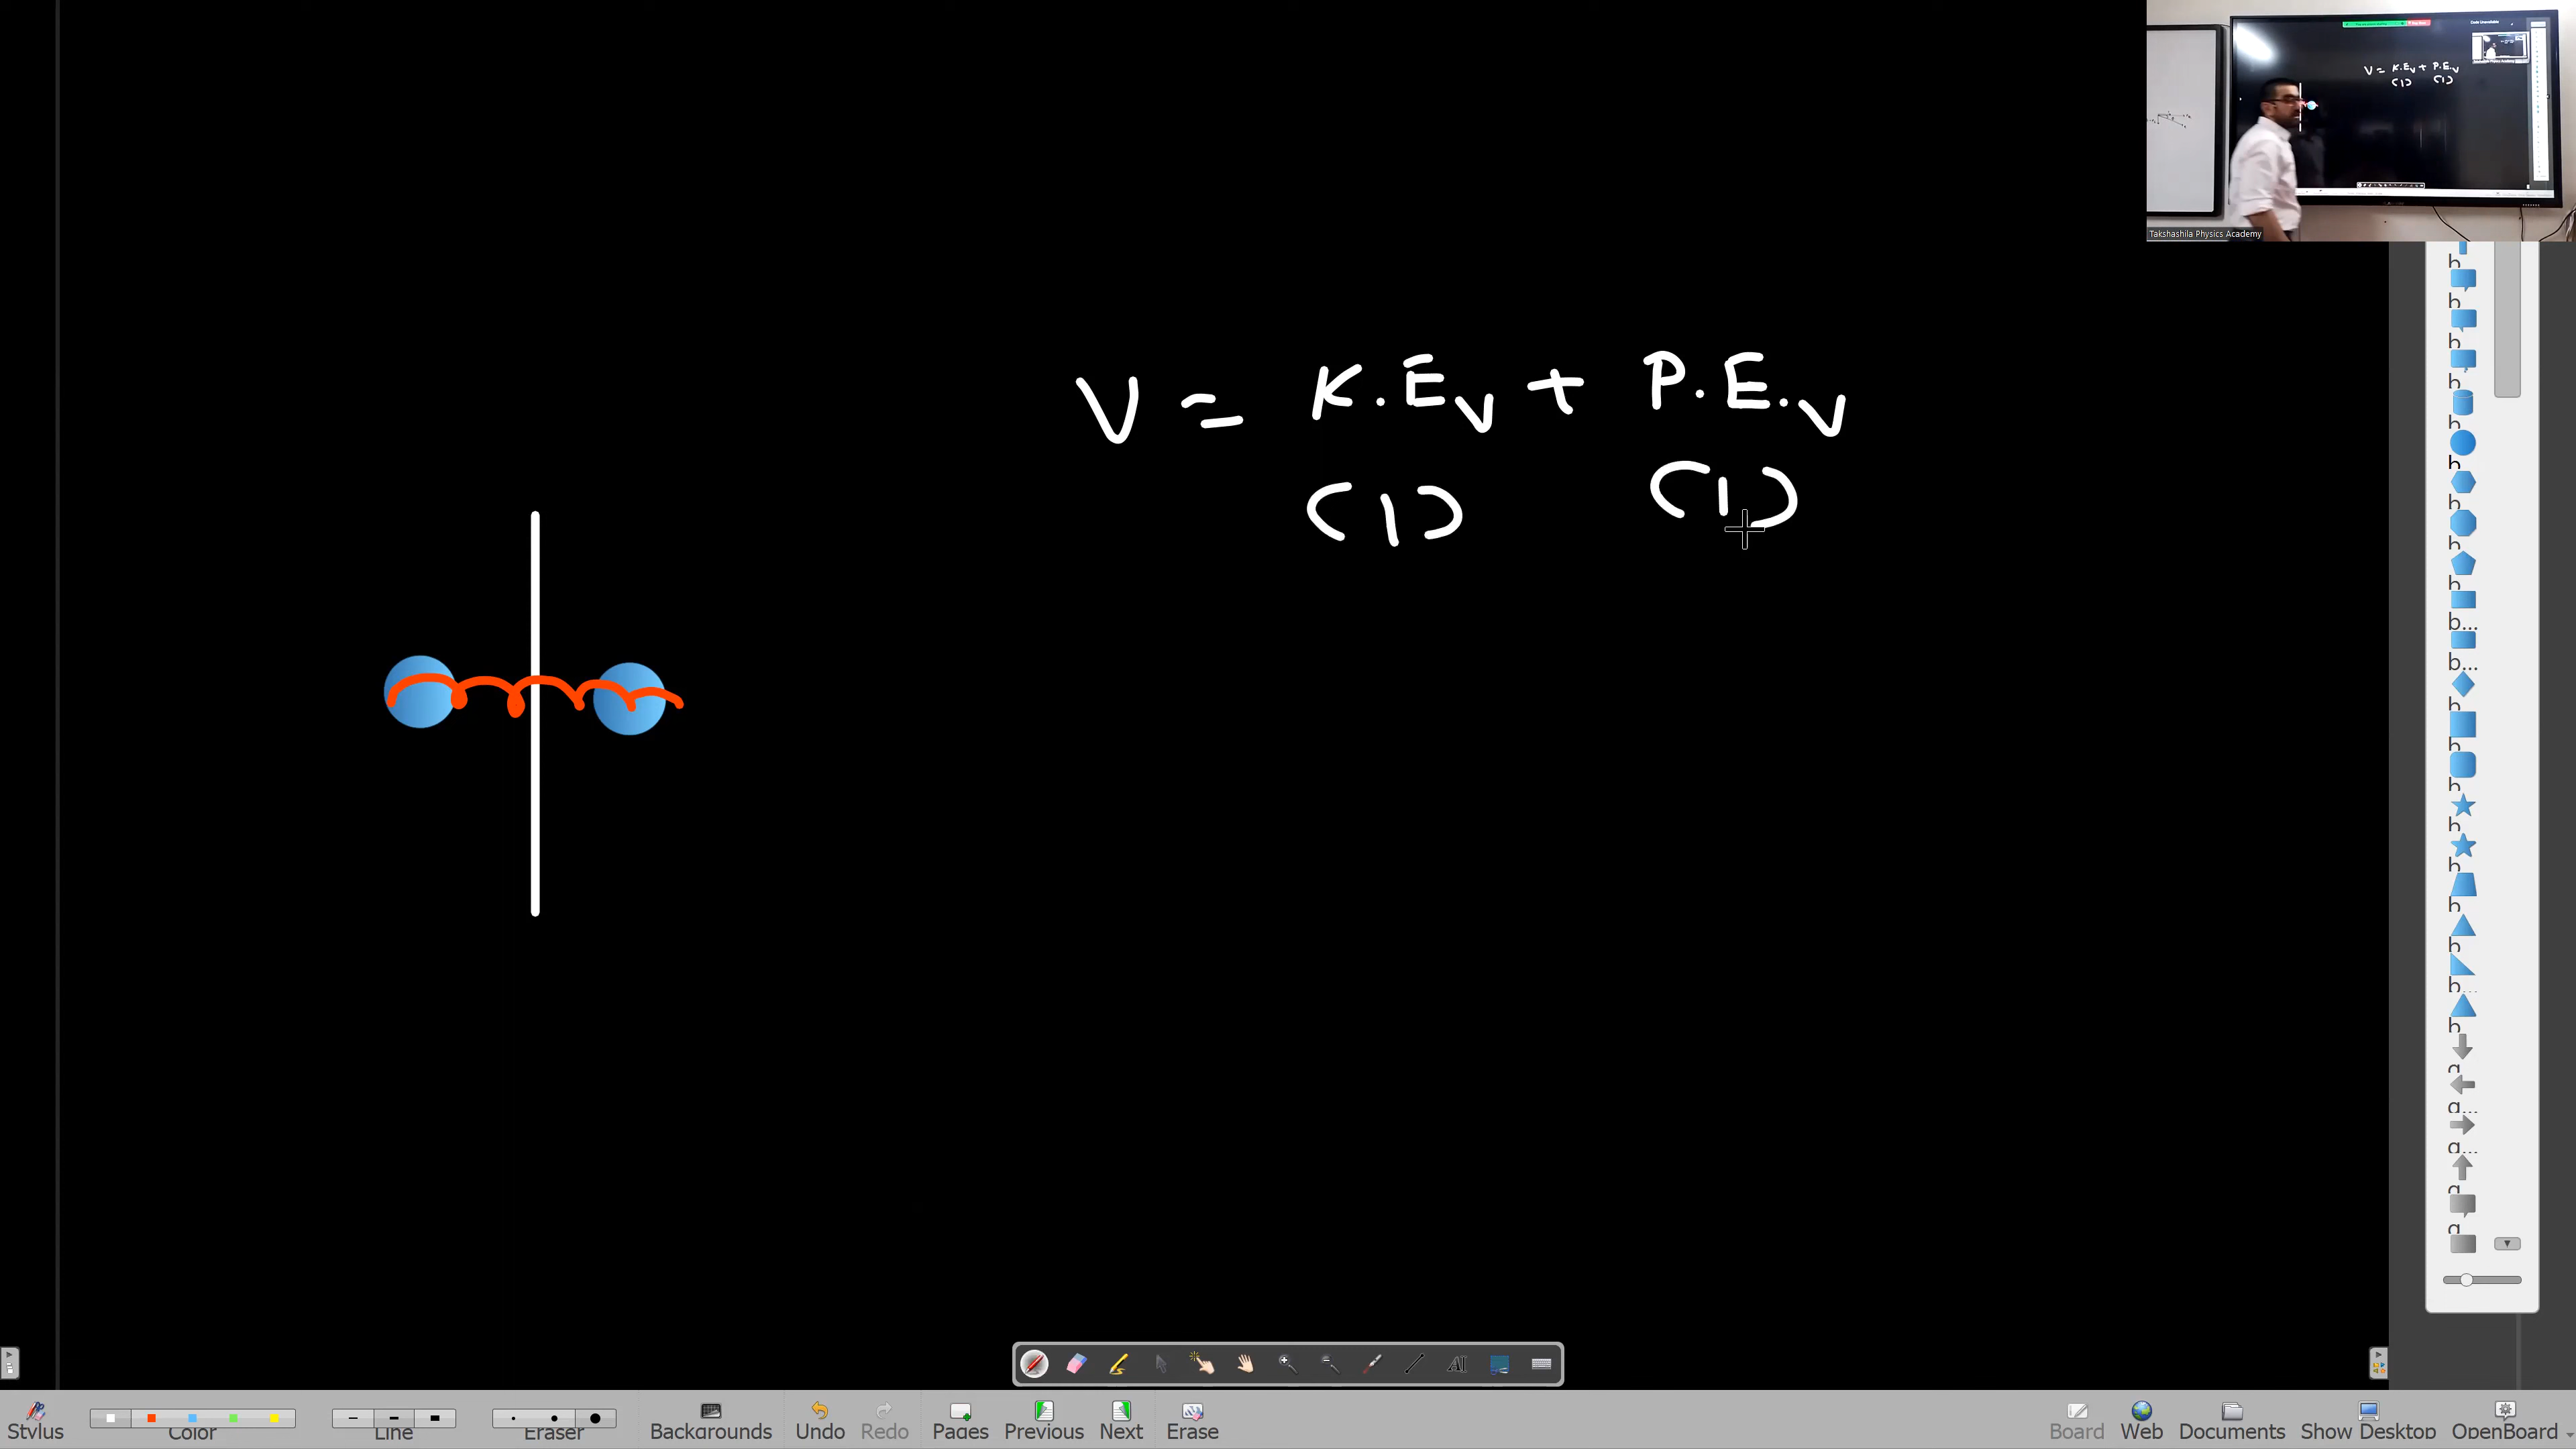 V = K.E_V + P.E._V
(1) (1)
Takshashila Physics Academy
b
b
b
b
b
b
b
b
b
b...
b...
b
b
b
b
b
b
b
b...
b
g
g...
g...
g
g
Stylus
Color
Line
Eraser
Backgrounds
Undo
Redo
Pages
Previous
Next
Erase
Board
Web
Documents
Show Desktop
OpenBoard